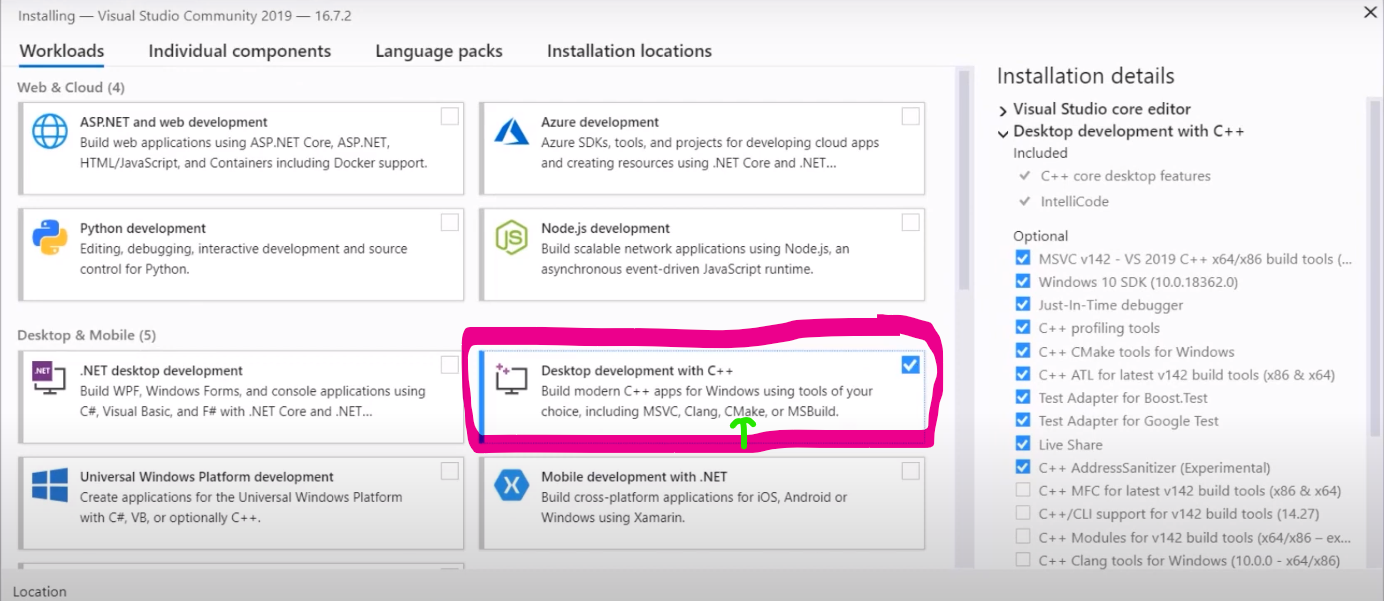 Installing — Visual Studio Community 2019 — 16.7.2
Workloads
Individual components
Language packs
Installation locations
Web & Cloud (4)
ASP.NET and web development
Build web applications using ASP.NET Core, ASP.NET,
HTML/JavaScript, and Containers including Docker support.
Azure development
Azure SDKs, tools, and projects for developing cloud apps
and creating resources using .NET Core and .NET...
Python development
Editing, debugging, interactive development and source
control for Python.
JS
Node.js development
Build scalable network applications using Node.js, an
asynchronous event-driven JavaScript runtime.
Desktop & Mobile (5)
.NET
.NET desktop development
Build WPF, Windows Forms, and console applications using
C#, Visual Basic, and F# with .NET Core and .NET...
Desktop development with C++
Build modern C++ apps for Windows using tools of your
choice, including MSVC, Clang, CMake, or MSBuild.
Universal Windows Platform development
Create applications for the Universal Windows Platform
with C#, VB, or optionally C++.
Mobile development with .NET
Build cross-platform applications for iOS, Android or
Windows using Xamarin.
Location
Installation details
Visual Studio core editor
Desktop development with C++
Included
C++ core desktop features
IntelliCode
Optional
MSVC v142 - VS 2019 C++ x64/x86 build tools (...
Windows 10 SDK (10.0.18362.0)
Just-In-Time debugger
C++ profiling tools
C++ CMake tools for Windows
C++ ATL for latest v142 build tools (x86 & x64)
Test Adapter for Boost.Test
Test Adapter for Google Test
Live Share
C++ AddressSanitizer (Experimental)
C++ MFC for latest v142 build tools (x86 & x64)
C++/CLI support for v142 build tools (14.27)
C++ Modules for v142 build tools (x64/x86 – ex...
C++ Clang tools for Windows (10.0.0 - x64/x86)